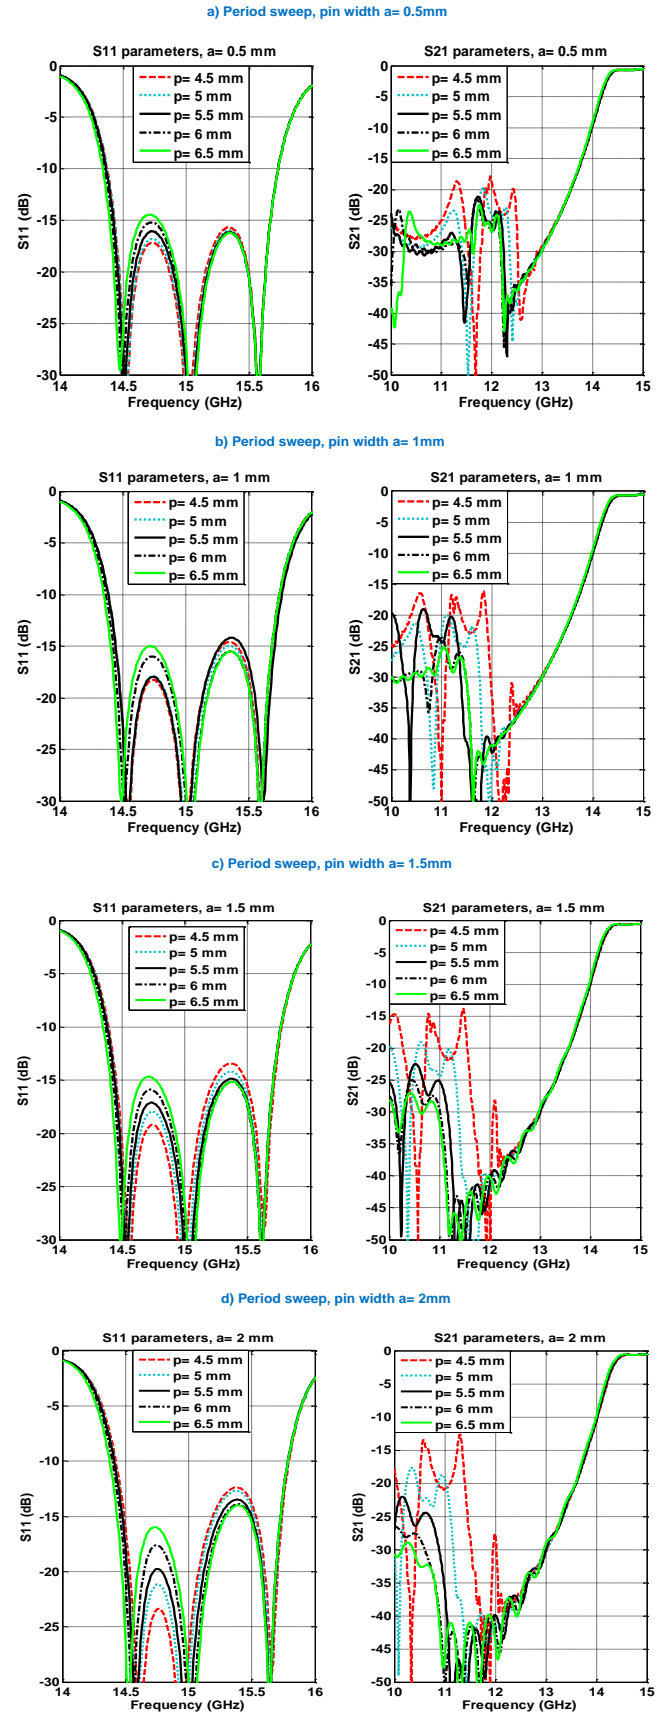 a) Period sweep, pin width a= 0.5mm
S11 parameters, a= 0.5 mm
0
-5
-10
-15
-20
-25
-30
14
14.5
15
15.5
16
S11 (dB)
Frequency (GHz)
p= 4.5 mm
p= 5 mm
p= 5.5 mm
p= 6 mm
p= 6.5 mm
S21 parameters, a= 0.5 mm
0
-5
-10
-15
-20
-25
-30
-35
-40
-45
-50
10
11
12
13
14
15
S21 (dB)
Frequency (GHz)
p= 4.5 mm
p= 5 mm
p= 5.5 mm
p= 6 mm
p= 6.5 mm
b) Period sweep, pin width a= 1mm
S11 parameters, a= 1 mm
0
-5
-10
-15
-20
-25
-30
14
14.5
15
15.5
16
S11 (dB)
Frequency (GHz)
p= 4.5 mm
p= 5 mm
p= 5.5 mm
p= 6 mm
p= 6.5 mm
S21 parameters, a= 1 mm
0
-5
-10
-15
-20
-25
-30
-35
-40
-45
-50
10
11
12
13
14
15
S21 (dB)
Frequency (GHz)
p= 4.5 mm
p= 5 mm
p= 5.5 mm
p= 6 mm
p= 6.5 mm
c) Period sweep, pin width a= 1.5mm
S11 parameters, a= 1.5 mm
0
-5
-10
-15
-20
-25
-30
14
14.5
15
15.5
16
S11 (dB)
Frequency (GHz)
p= 4.5 mm
p= 5 mm
p= 5.5 mm
p= 6 mm
p= 6.5 mm
S21 parameters, a= 1.5 mm
0
-5
-10
-15
-20
-25
-30
-35
-40
-45
-50
10
11
12
13
14
15
S21 (dB)
Frequency (GHz)
p= 4.5 mm
p= 5 mm
p= 5.5 mm
p= 6 mm
p= 6.5 mm
d) Period sweep, pin width a= 2mm
S11 parameters, a= 2 mm
0
-5
-10
-15
-20
-25
-30
14
14.5
15
15.5
16
S11 (dB)
Frequency (GHz)
p= 4.5 mm
p= 5 mm
p= 5.5 mm
p= 6 mm
p= 6.5 mm
S21 parameters, a= 2 mm
0
-5
-10
-15
-20
-25
-30
-35
-40
-45
-50
10
11
12
13
14
15
S21 (dB)
Frequency (GHz)
p= 4.5 mm
p= 5 mm
p= 5.5 mm
p= 6 mm
p= 6.5 mm